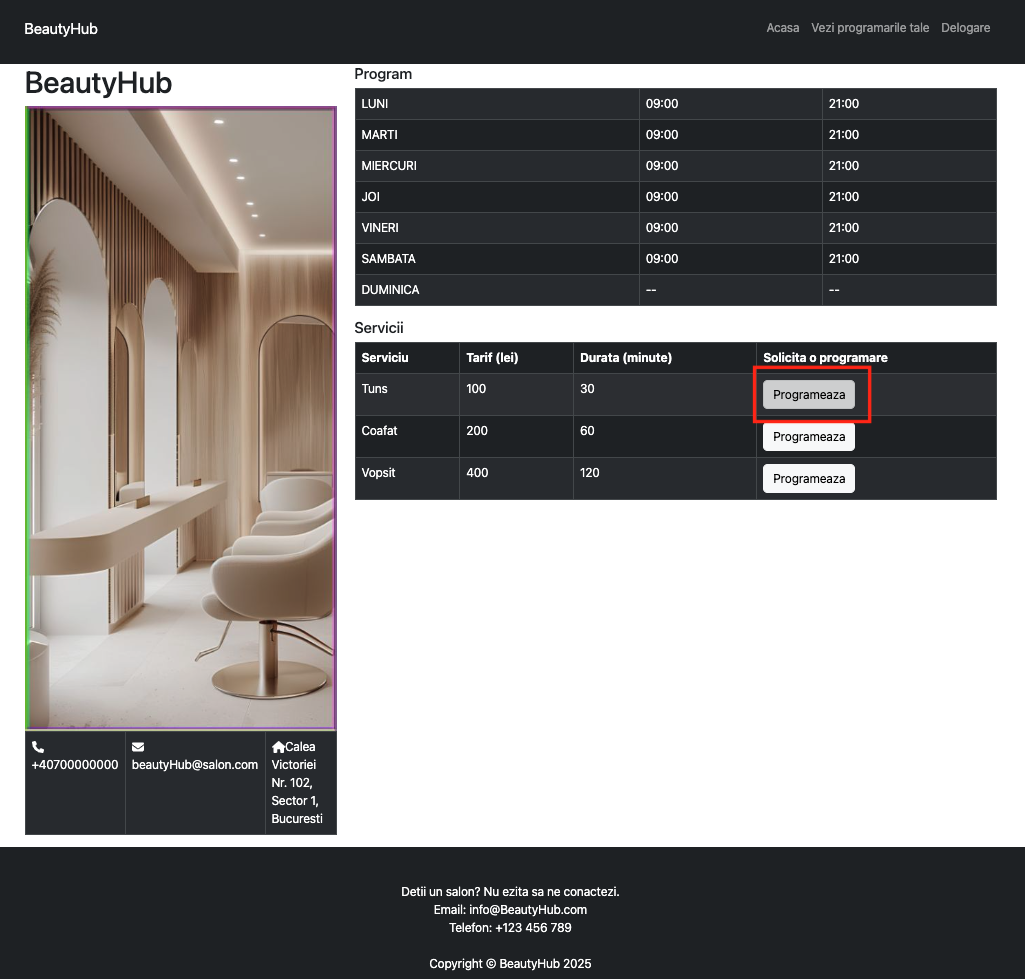 BeautyHub
Acasa Vezi programarile tale Delogare
BeautyHub
+40700000000
beautyHub@salon.com
Calea
Victoriei
Nr. 102,
Sector 1,
Bucuresti
Program
LUNI 09:00 21:00
MARTI 09:00 21:00
MIERCURI 09:00 21:00
JOI 09:00 21:00
VINERI 09:00 21:00
SAMBATA 09:00 21:00
DUMINICA -- --
Servicii
Serviciu Tarif (lei) Durata (minute) Solicita o programare
Tuns 100 30 Programeaza
Coafat 200 60 Programeaza
Vopsit 400 120 Programeaza
Detii un salon? Nu ezita sa ne conactezi.
Email: info@BeautyHub.com
Telefon: +123 456 789
Copyright © BeautyHub 2025